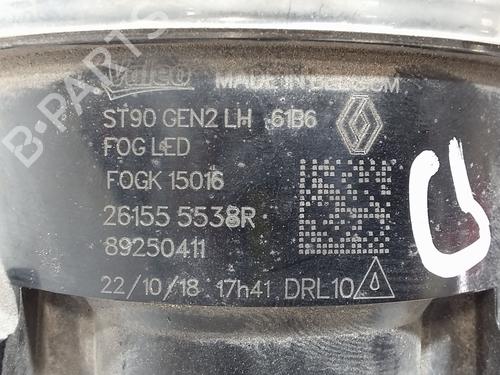 Valeo MADE IN BELGIUM
ST90 GEN2 LH 61B6
FOG LED
FOGK 15016
26155 5538R
89250411
22/10/18 17h41 DRL10
B-PARTS